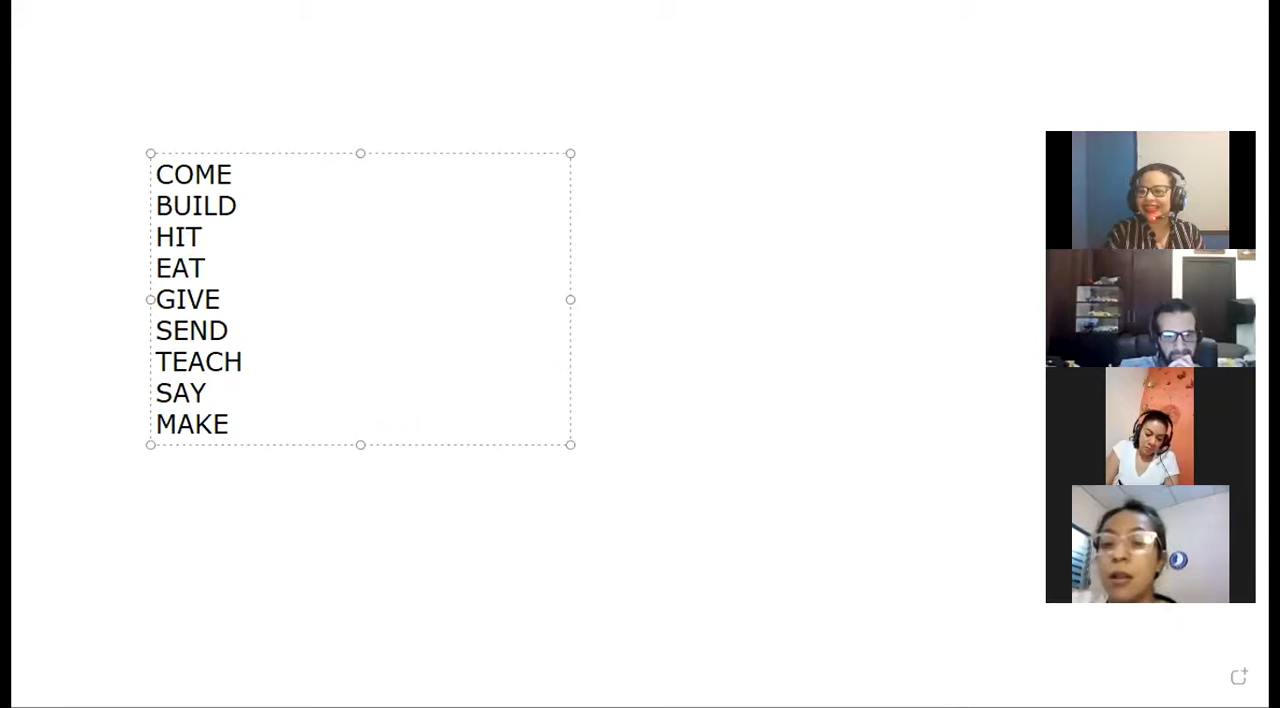 COME
BUILD
HIT
EAT
GIVE
SEND
TEACH
SAY
MAKE